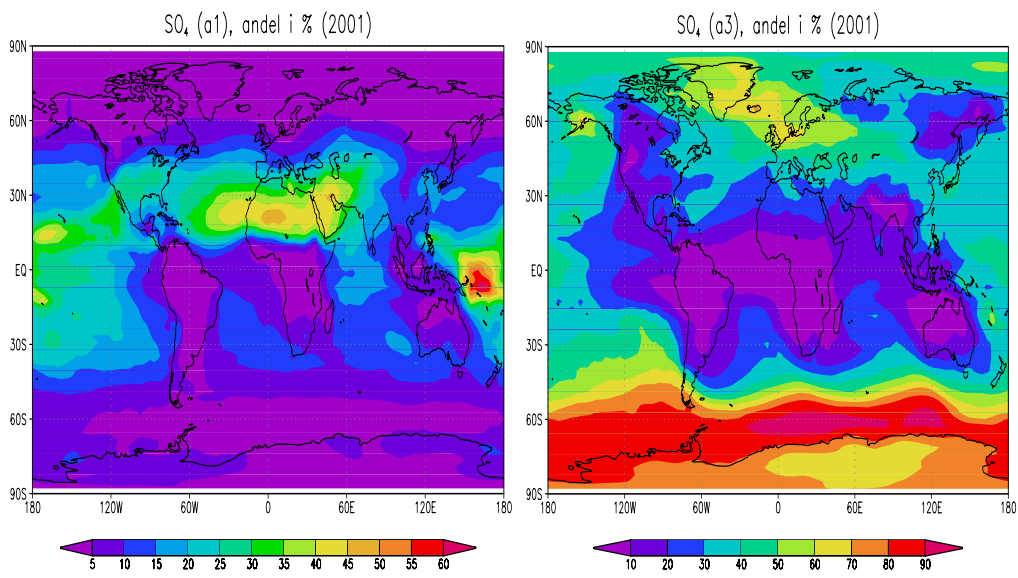 SO₄ (a1), andel i % (2001)
90N
60N
30N
EQ
30S
60S
90S
180 120W 60W 0 60E 120E 180
5 10 15 20 25 30 35 40 45 50 55 60
SO₄ (a3), andel i % (2001)
90N
60N
30N
EQ
30S
60S
90S
180 120W 60W 0 60E 120E 180
10 20 30 40 50 60 70 80 90